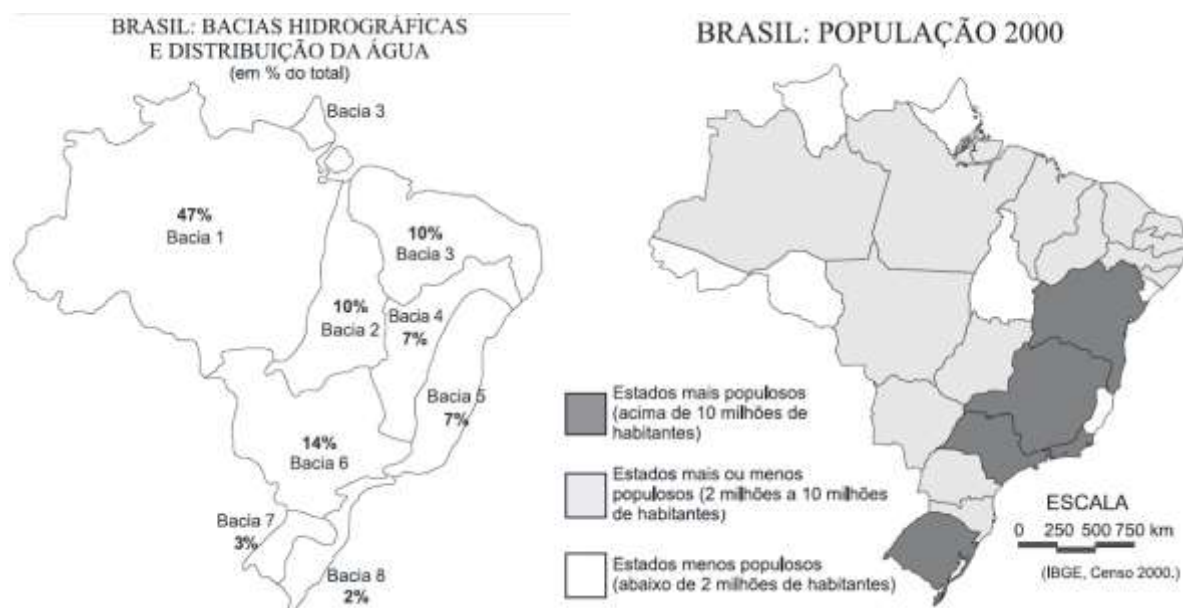 BRASIL: BACIAS HIDROGRÁFICAS
E DISTRIBUIÇÃO DA ÁGUA
(em % do total)
Bacia 3
47%
Bacia 1
10%
Bacia 3
10%
Bacia 2
Bacia 4
7%
Bacia 5
7%
14%
Bacia 6
Bacia 7
3%
Bacia 8
2%
BRASIL: POPULAÇÃO 2000
Estados mais populosos
(acima de 10 milhões de
habitantes)
Estados mais ou menos
populosos (2 milhões a 10 milhões
de habitantes)
Estados menos populosos
(abaixo de 2 milhões de habitantes)
ESCALA
0 250 500 750 km
(IBGE, Censo 2000.)